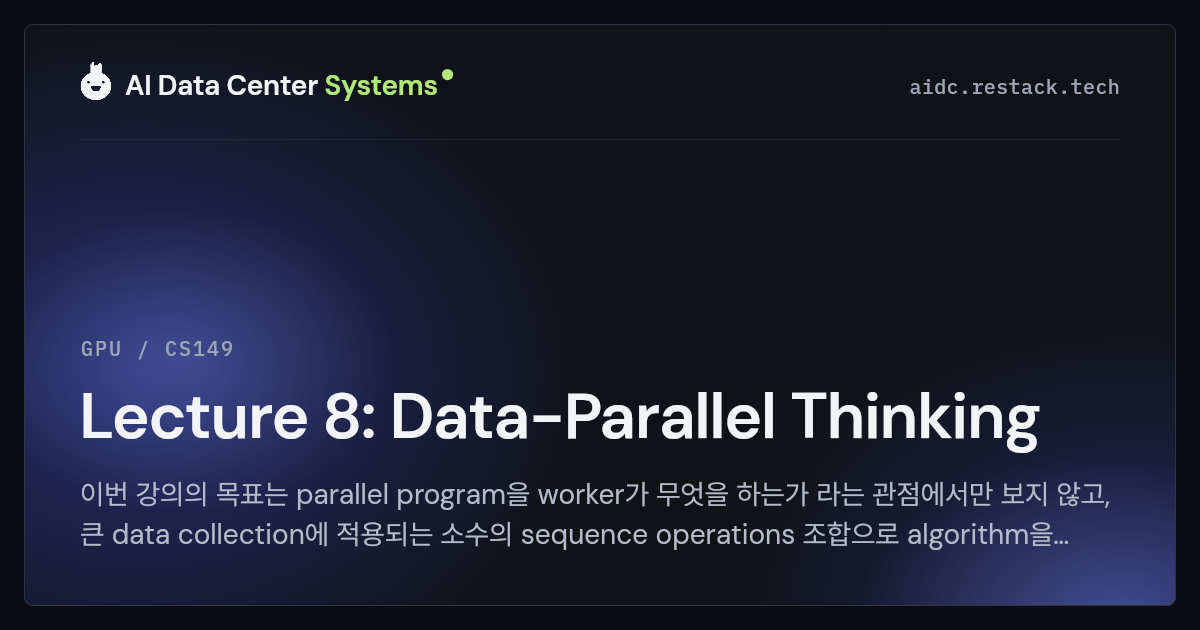 AI Data Center Systems
aidc.restack.tech
GPU / CS149
Lecture 8: Data-Parallel Thinking
이번 강의의 목표는 parallel program을 worker가 무엇을 하는가 라는 관점에서만 보지 않고,
큰 data collection에 적용되는 소수의 sequence operations 조합으로 algorithm을…